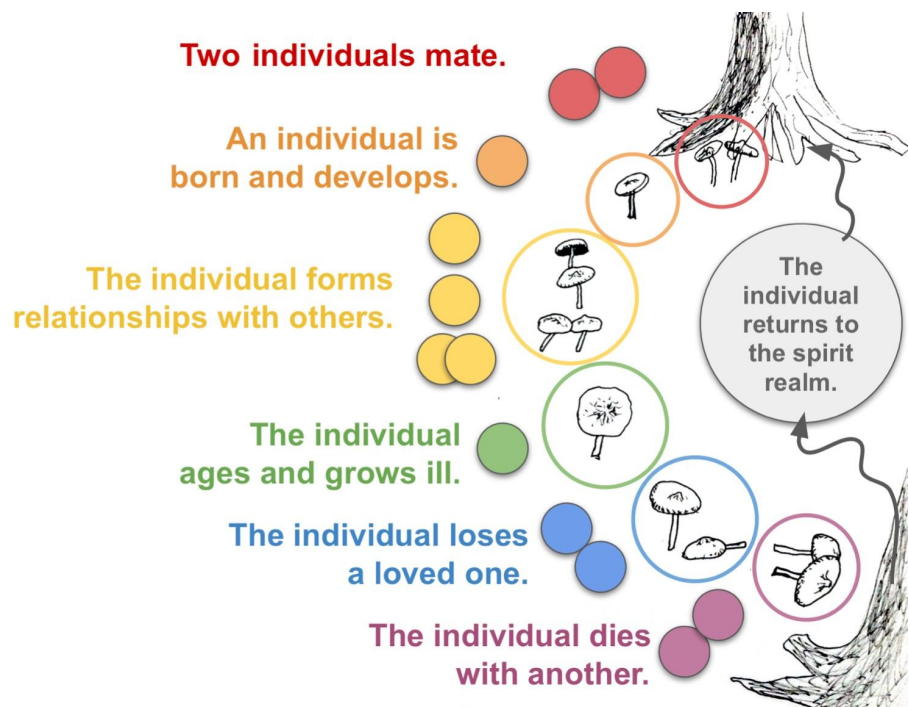 Two individuals mate.
An individual is
born and develops.
The individual forms
relationships with others.
The individual
ages and grows ill.
The individual loses
a loved one.
The individual dies
with another.
The
individual
returns to
the spirit
realm.